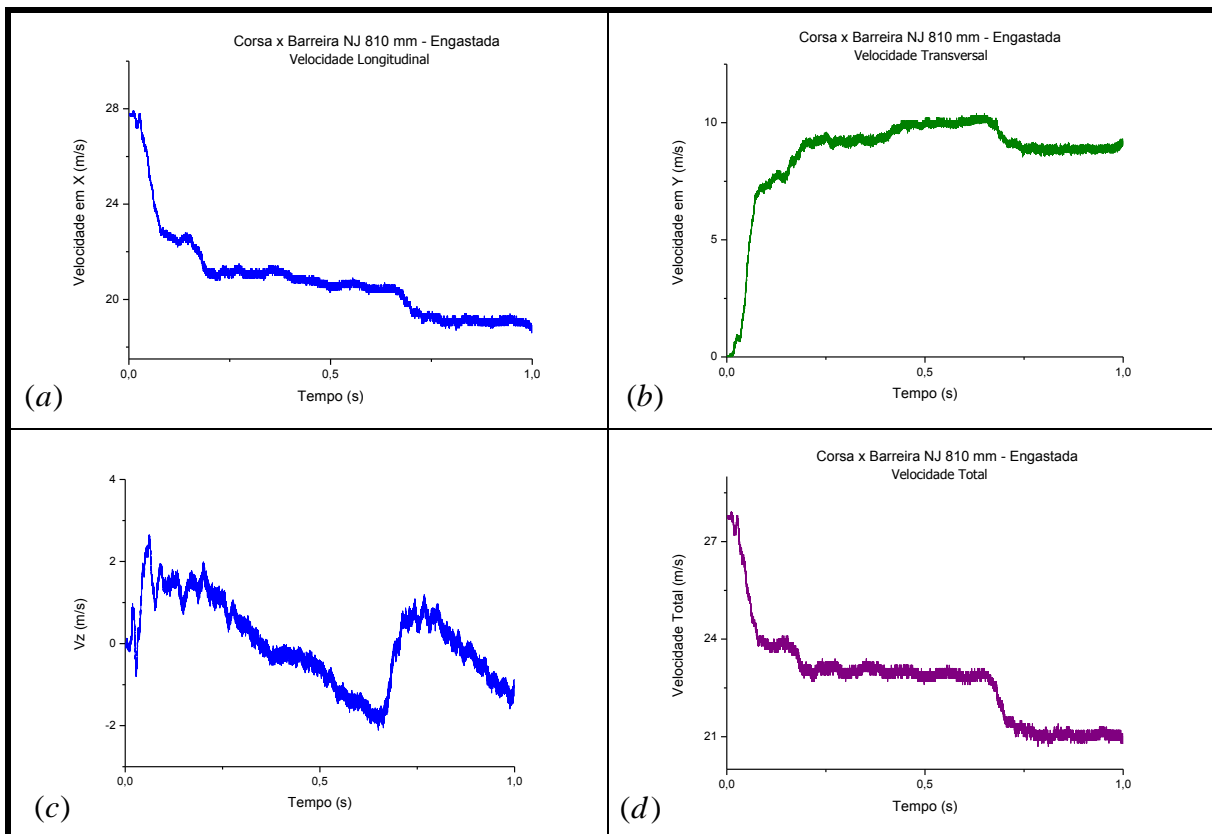 Corsa x Barreira NJ 810 mm - Engastada
Velocidade Longitudinal
28
24
20
Velocidade em X (m/s)
0,0
0,5
1,0
Tempo (s)
(a)
Corsa x Barreira NJ 810 mm - Engastada
Velocidade Transversal
10
5
0
Velocidade em Y (m/s)
0,0
0,5
1,0
Tempo (s)
(b)
4
2
0
-2
Vz (m/s)
0,0
0,5
1,0
Tempo (s)
(c)
Corsa x Barreira NJ 810 mm - Engastada
Velocidade Total
27
24
21
Velocidade Total (m/s)
0,0
0,5
1,0
Tempo (s)
(d)